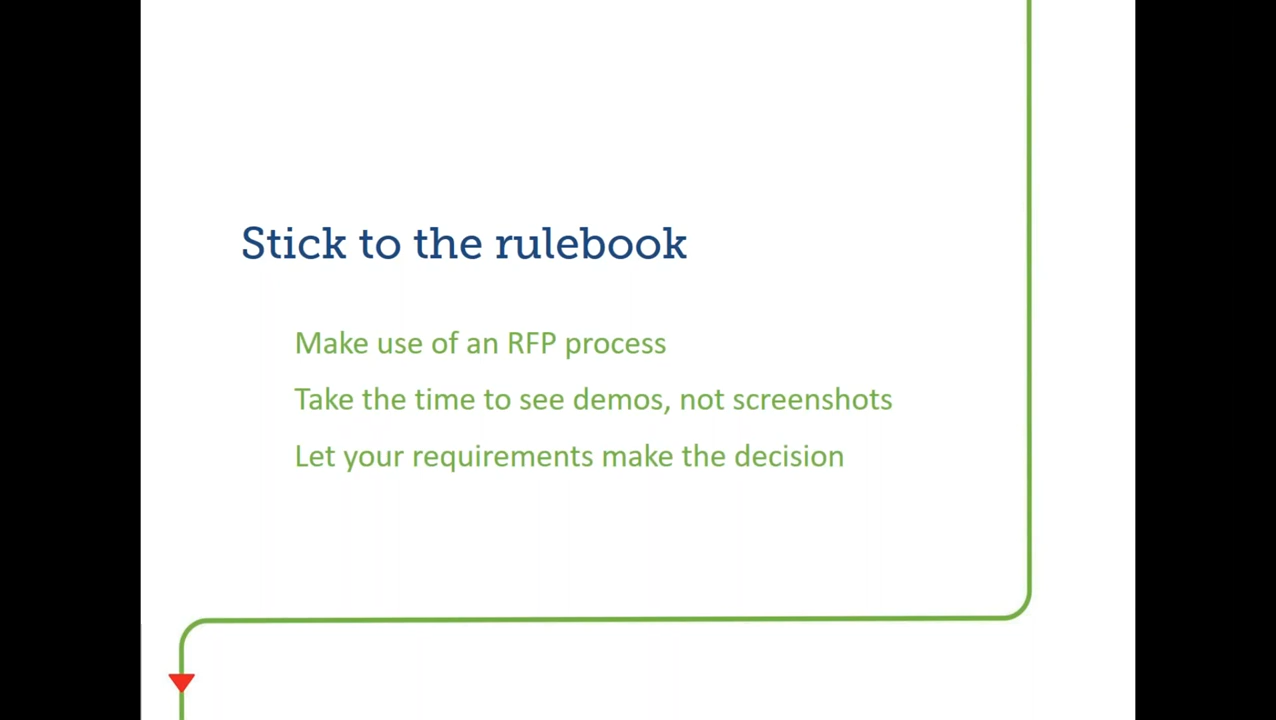 Stick to the rulebook
Make use of an RFP process
Take the time to see demos, not screenshots
Let your requirements make the decision